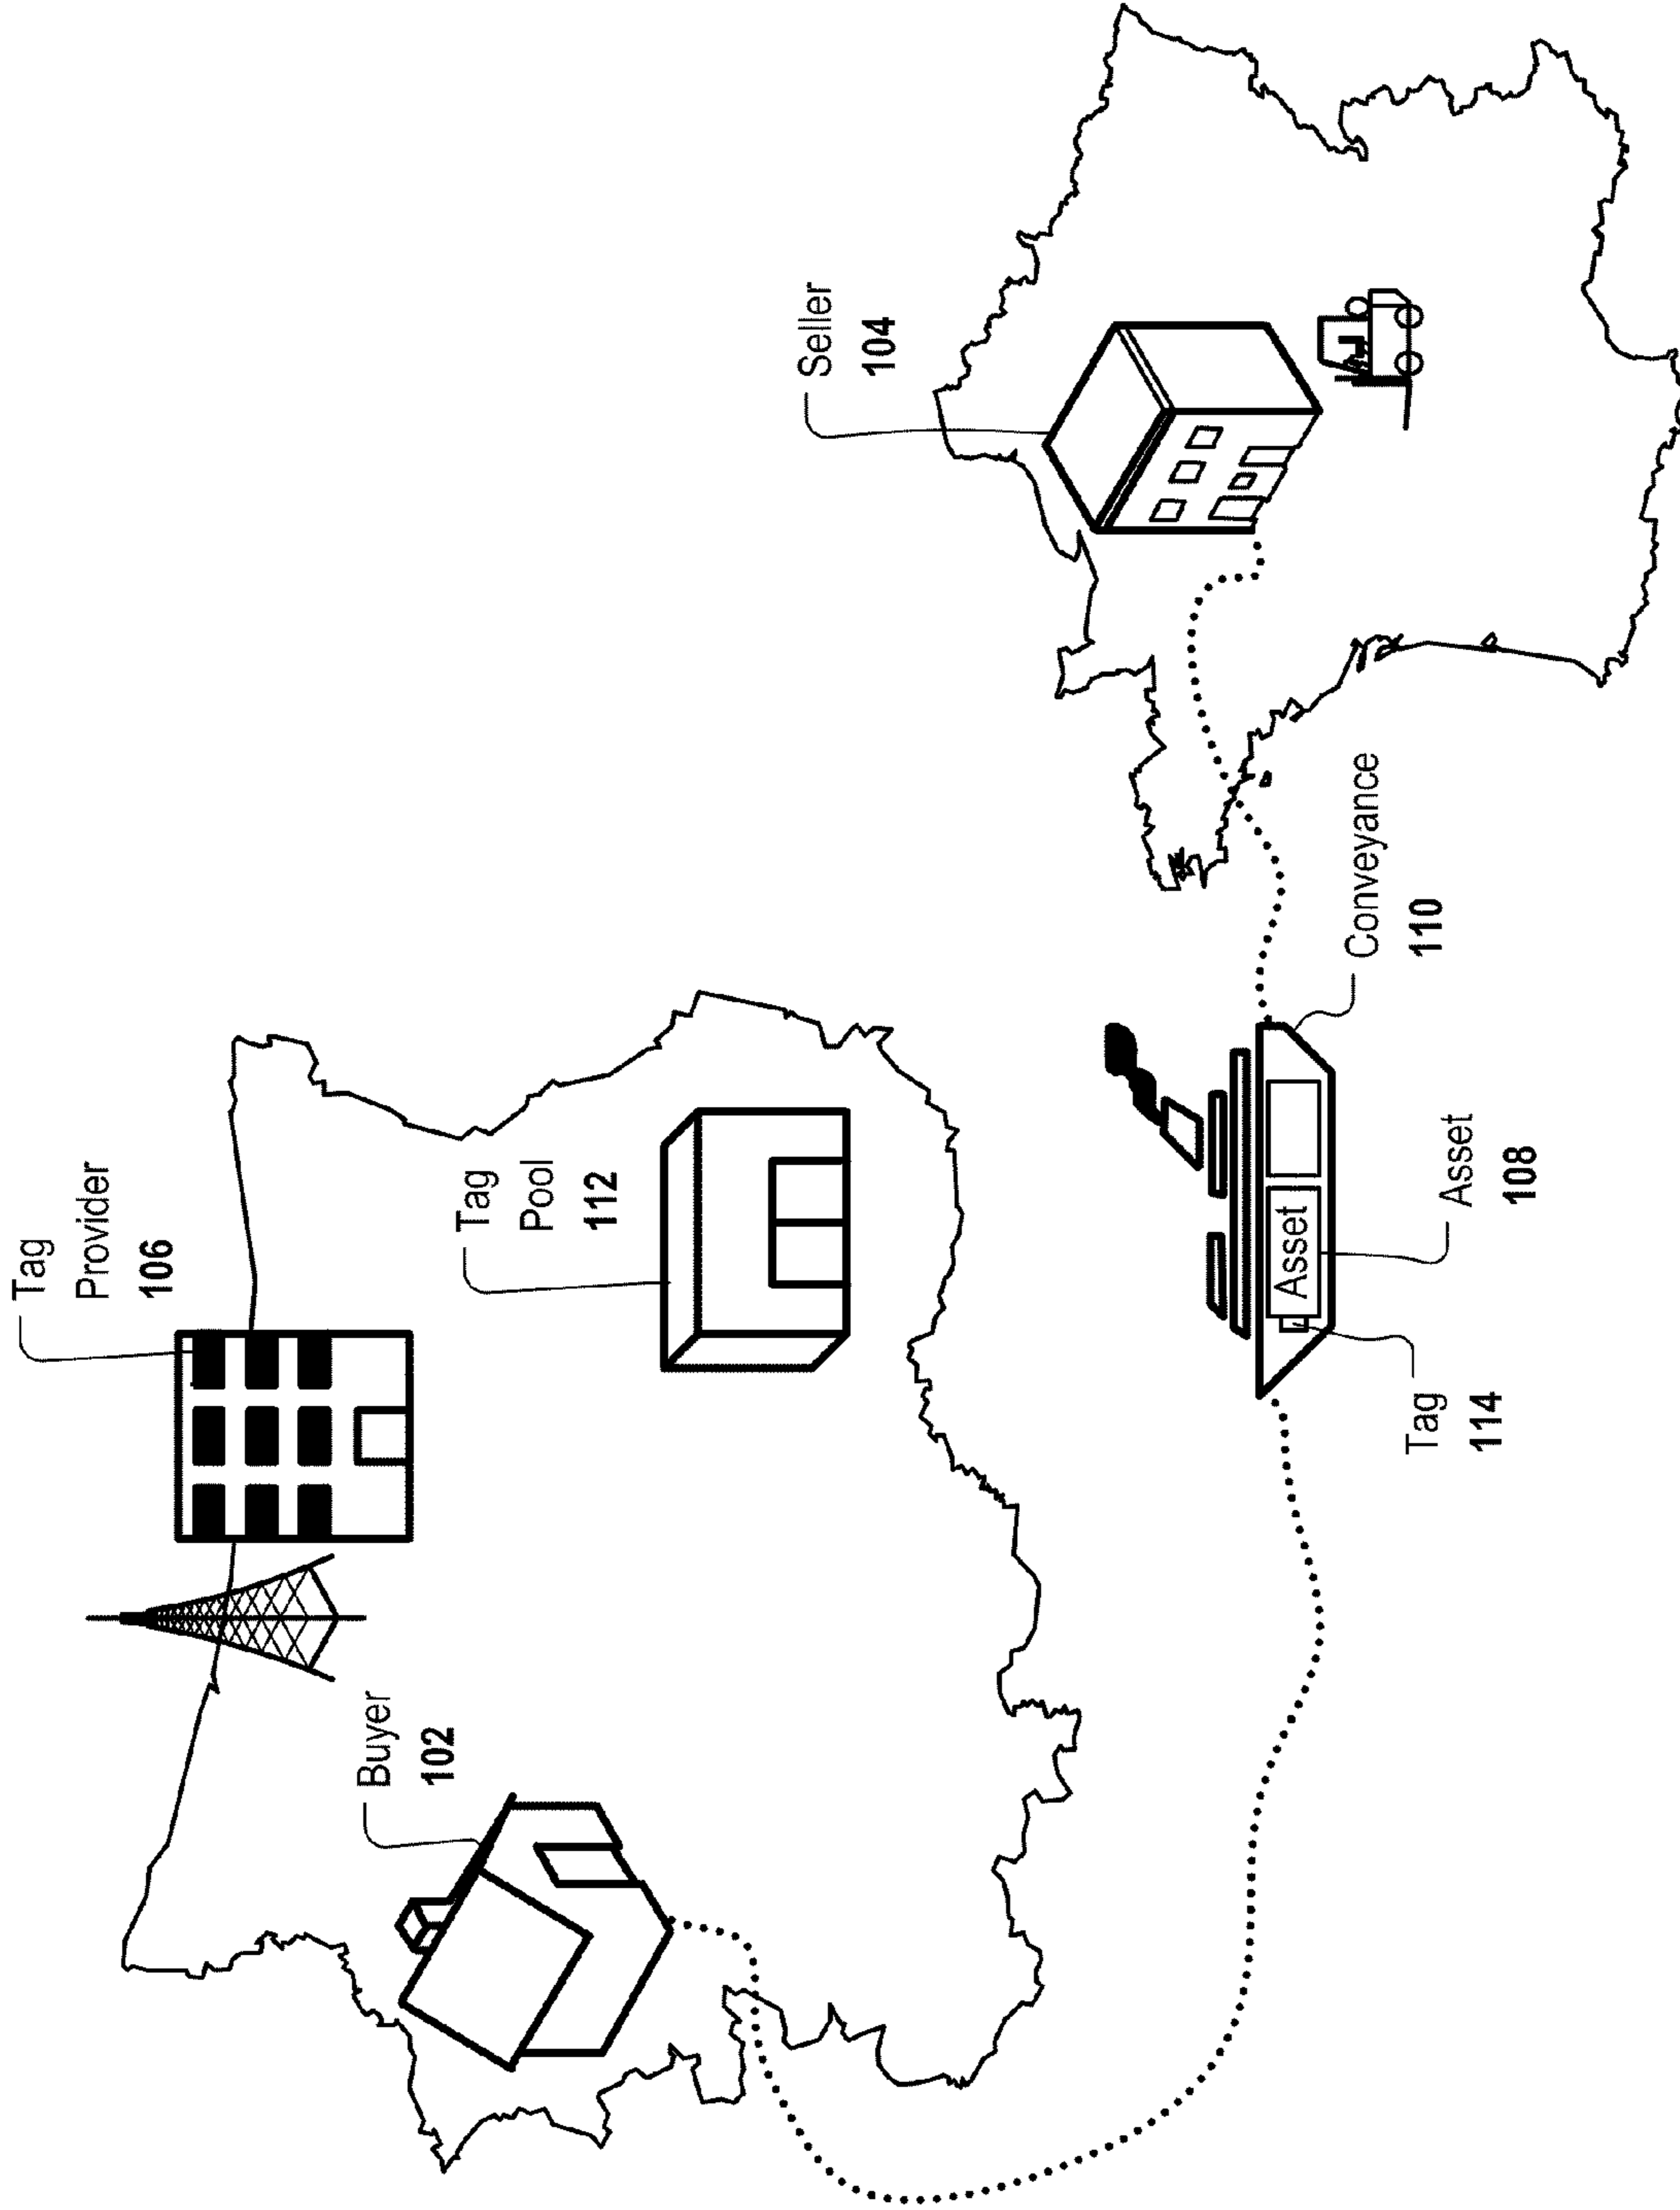 Tag
Provider
106
Buyer
102
Tag
Pool
112
Seller
104
Asset
Tag
114
Asset
108
Conveyance
110